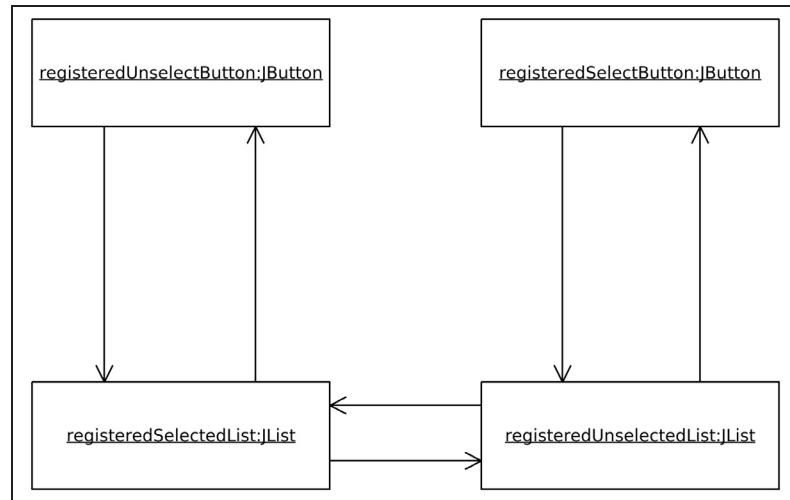 registeredUnselectButton:JButton
registeredSelectButton:JButton
registeredSelectedList:JList
registeredUnselectedList:JList